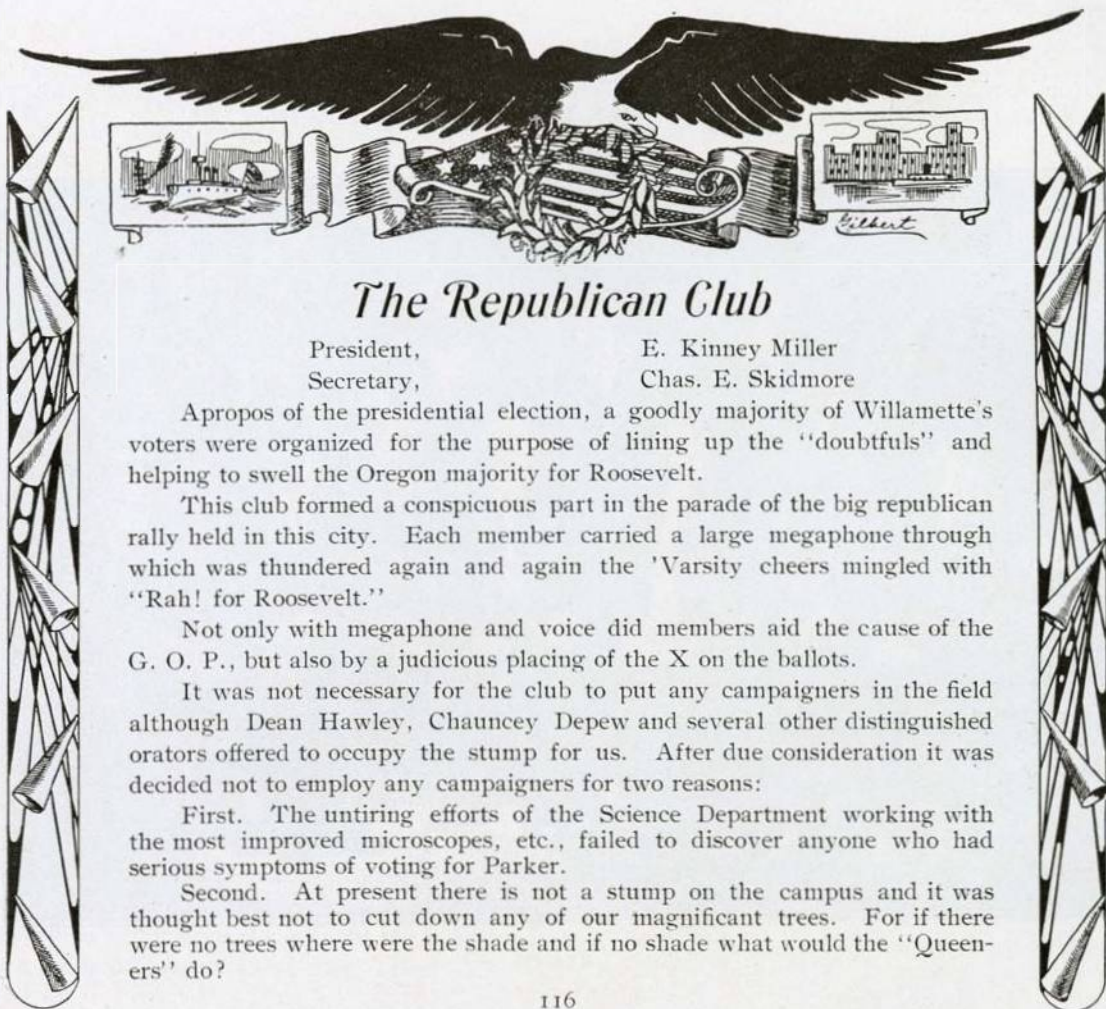 Gilbert
The Republican Club
President, E. Kinney Miller
Secretary, Chas. E. Skidmore
Apropos of the presidential election, a goodly majority of Willamette's
voters were organized for the purpose of lining up the "doubtfuls" and
helping to swell the Oregon majority for Roosevelt.
This club formed a conspicuous part in the parade of the big republican
rally held in this city. Each member carried a large megaphone through
which was thundered again and again the 'Varsity cheers mingled with
"Rah! for Roosevelt."
Not only with megaphone and voice did members aid the cause of the
G. O. P., but also by a judicious placing of the X on the ballots.
It was not necessary for the club to put any campaigners in the field
although Dean Hawley, Chauncey Depew and several other distinguished
orators offered to occupy the stump for us. After due consideration it was
decided not to employ any campaigners for two reasons:
First. The untiring efforts of the Science Department working with
the most improved microscopes, etc., failed to discover anyone who had
serious symptoms of voting for Parker.
Second. At present there is not a stump on the campus and it was
thought best not to cut down any of our magnificant trees. For if there
were no trees where were the shade and if no shade what would the "Queen-
ers" do?
116